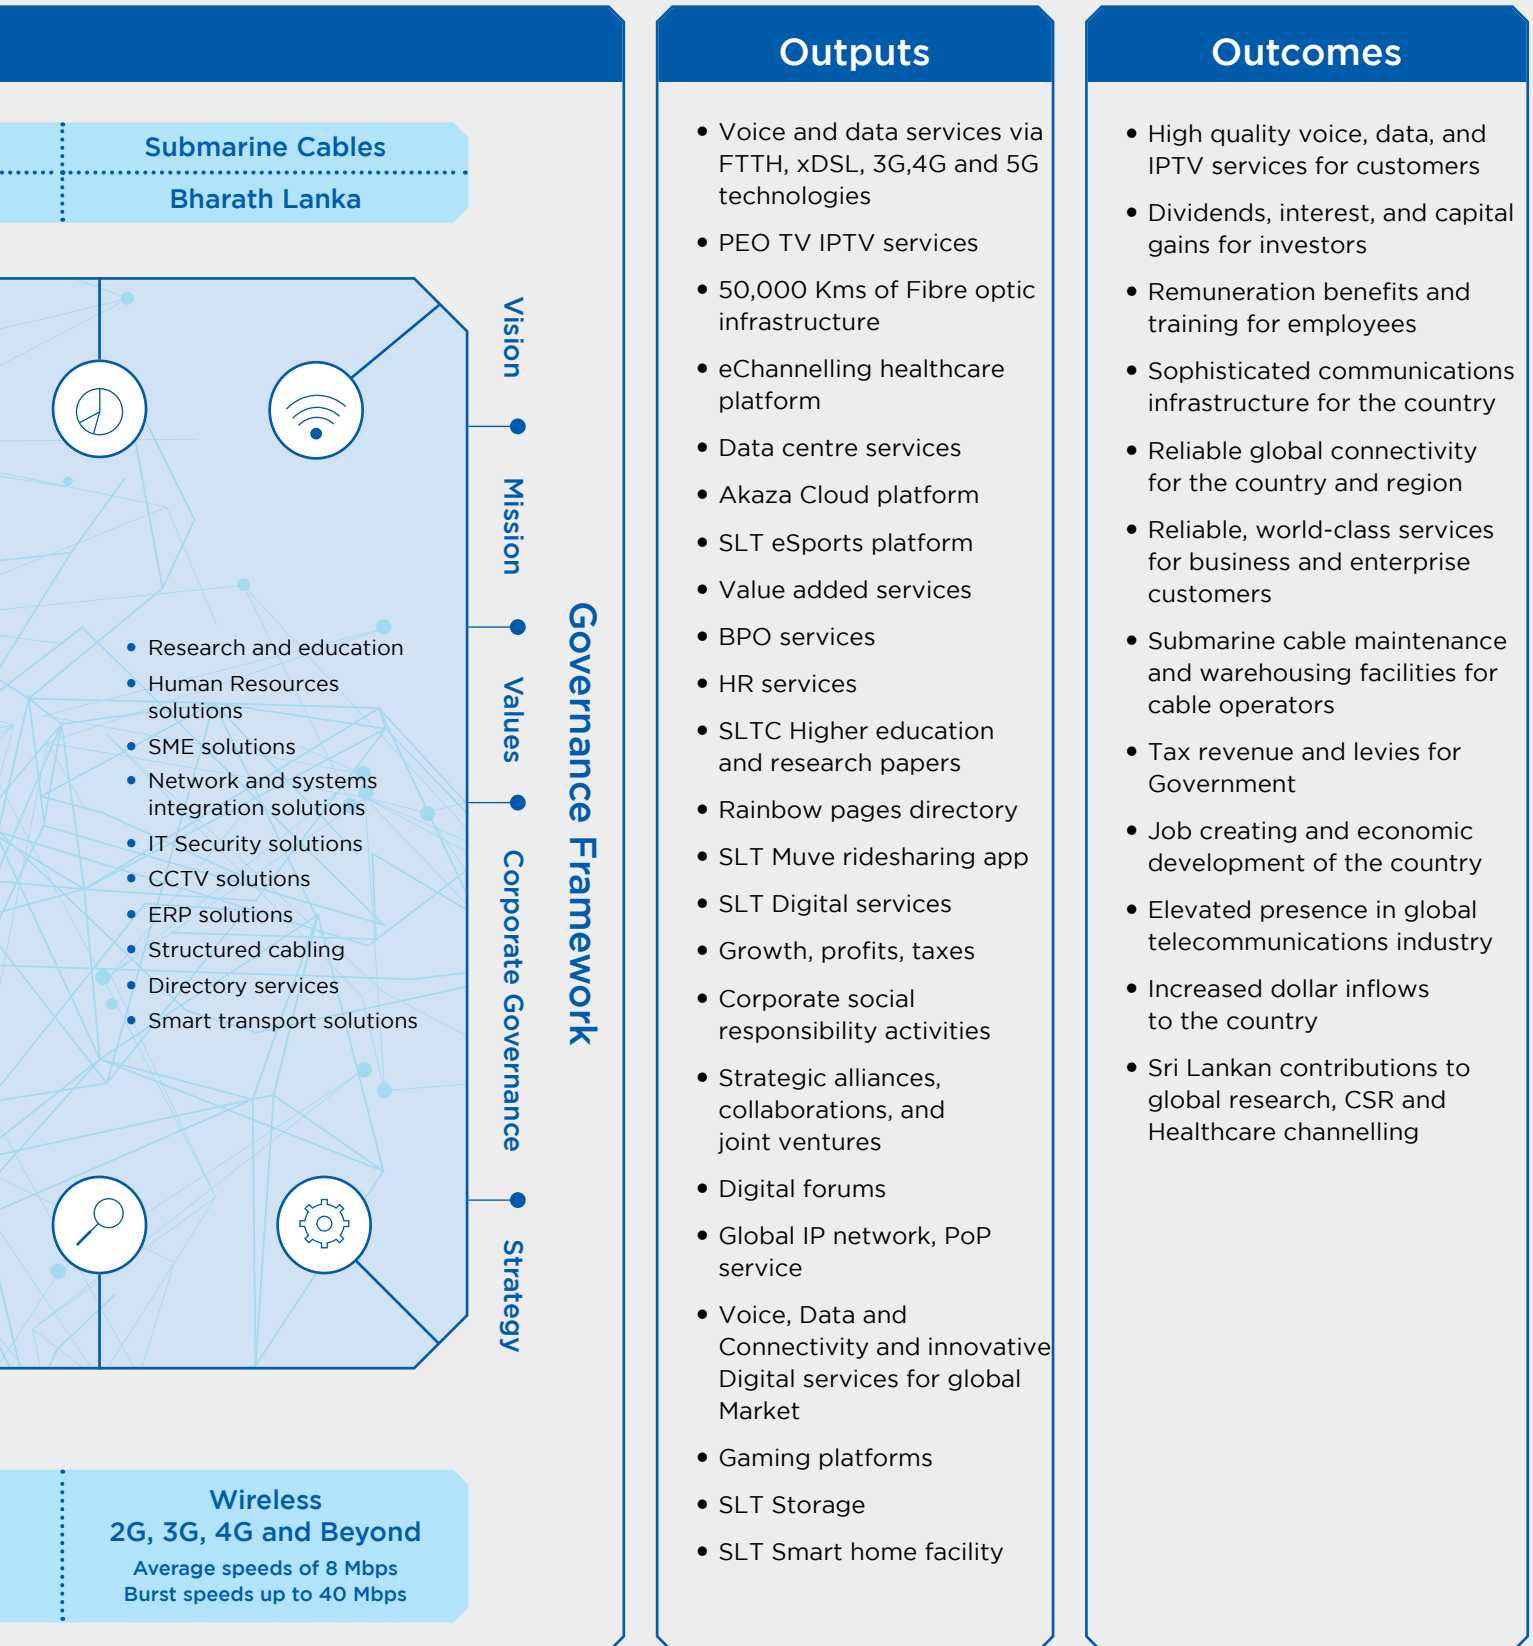 Submarine Cables
Bharath Lanka
• Research and education
• Human Resources
solutions
• SME solutions
• Network and systems
integration solutions
• IT Security solutions
• CCTV solutions
• ERP solutions
• Structured cabling
• Directory services
• Smart transport solutions
Vision
Mission
Values
Corporate Governance
Strategy
Governance Framework
Wireless
2G, 3G, 4G and Beyond
Average speeds of 8 Mbps
Burst speeds up to 40 Mbps
Outputs
• Voice and data services via
FTTH, xDSL, 3G,4G and 5G
technologies
• PEO TV IPTV services
• 50,000 Kms of Fibre optic
infrastructure
• eChannelling healthcare
platform
• Data centre services
• Akaza Cloud platform
• SLT eSports platform
• Value added services
• BPO services
• HR services
• SLTC Higher education
and research papers
• Rainbow pages directory
• SLT Muve ridesharing app
• SLT Digital services
• Growth, profits, taxes
• Corporate social
responsibility activities
• Strategic alliances,
collaborations, and
joint ventures
• Digital forums
• Global IP network, PoP
service
• Voice, Data and
Connectivity and innovative
Digital services for global
Market
• Gaming platforms
• SLT Storage
• SLT Smart home facility
Outcomes
• High quality voice, data, and
IPTV services for customers
• Dividends, interest, and capital
gains for investors
• Remuneration benefits and
training for employees
• Sophisticated communications
infrastructure for the country
• Reliable global connectivity
for the country and region
• Reliable, world-class services
for business and enterprise
customers
• Submarine cable maintenance
and warehousing facilities for
cable operators
• Tax revenue and levies for
Government
• Job creating and economic
development of the country
• Elevated presence in global
telecommunications industry
• Increased dollar inflows
to the country
• Sri Lankan contributions to
global research, CSR and
Healthcare channelling